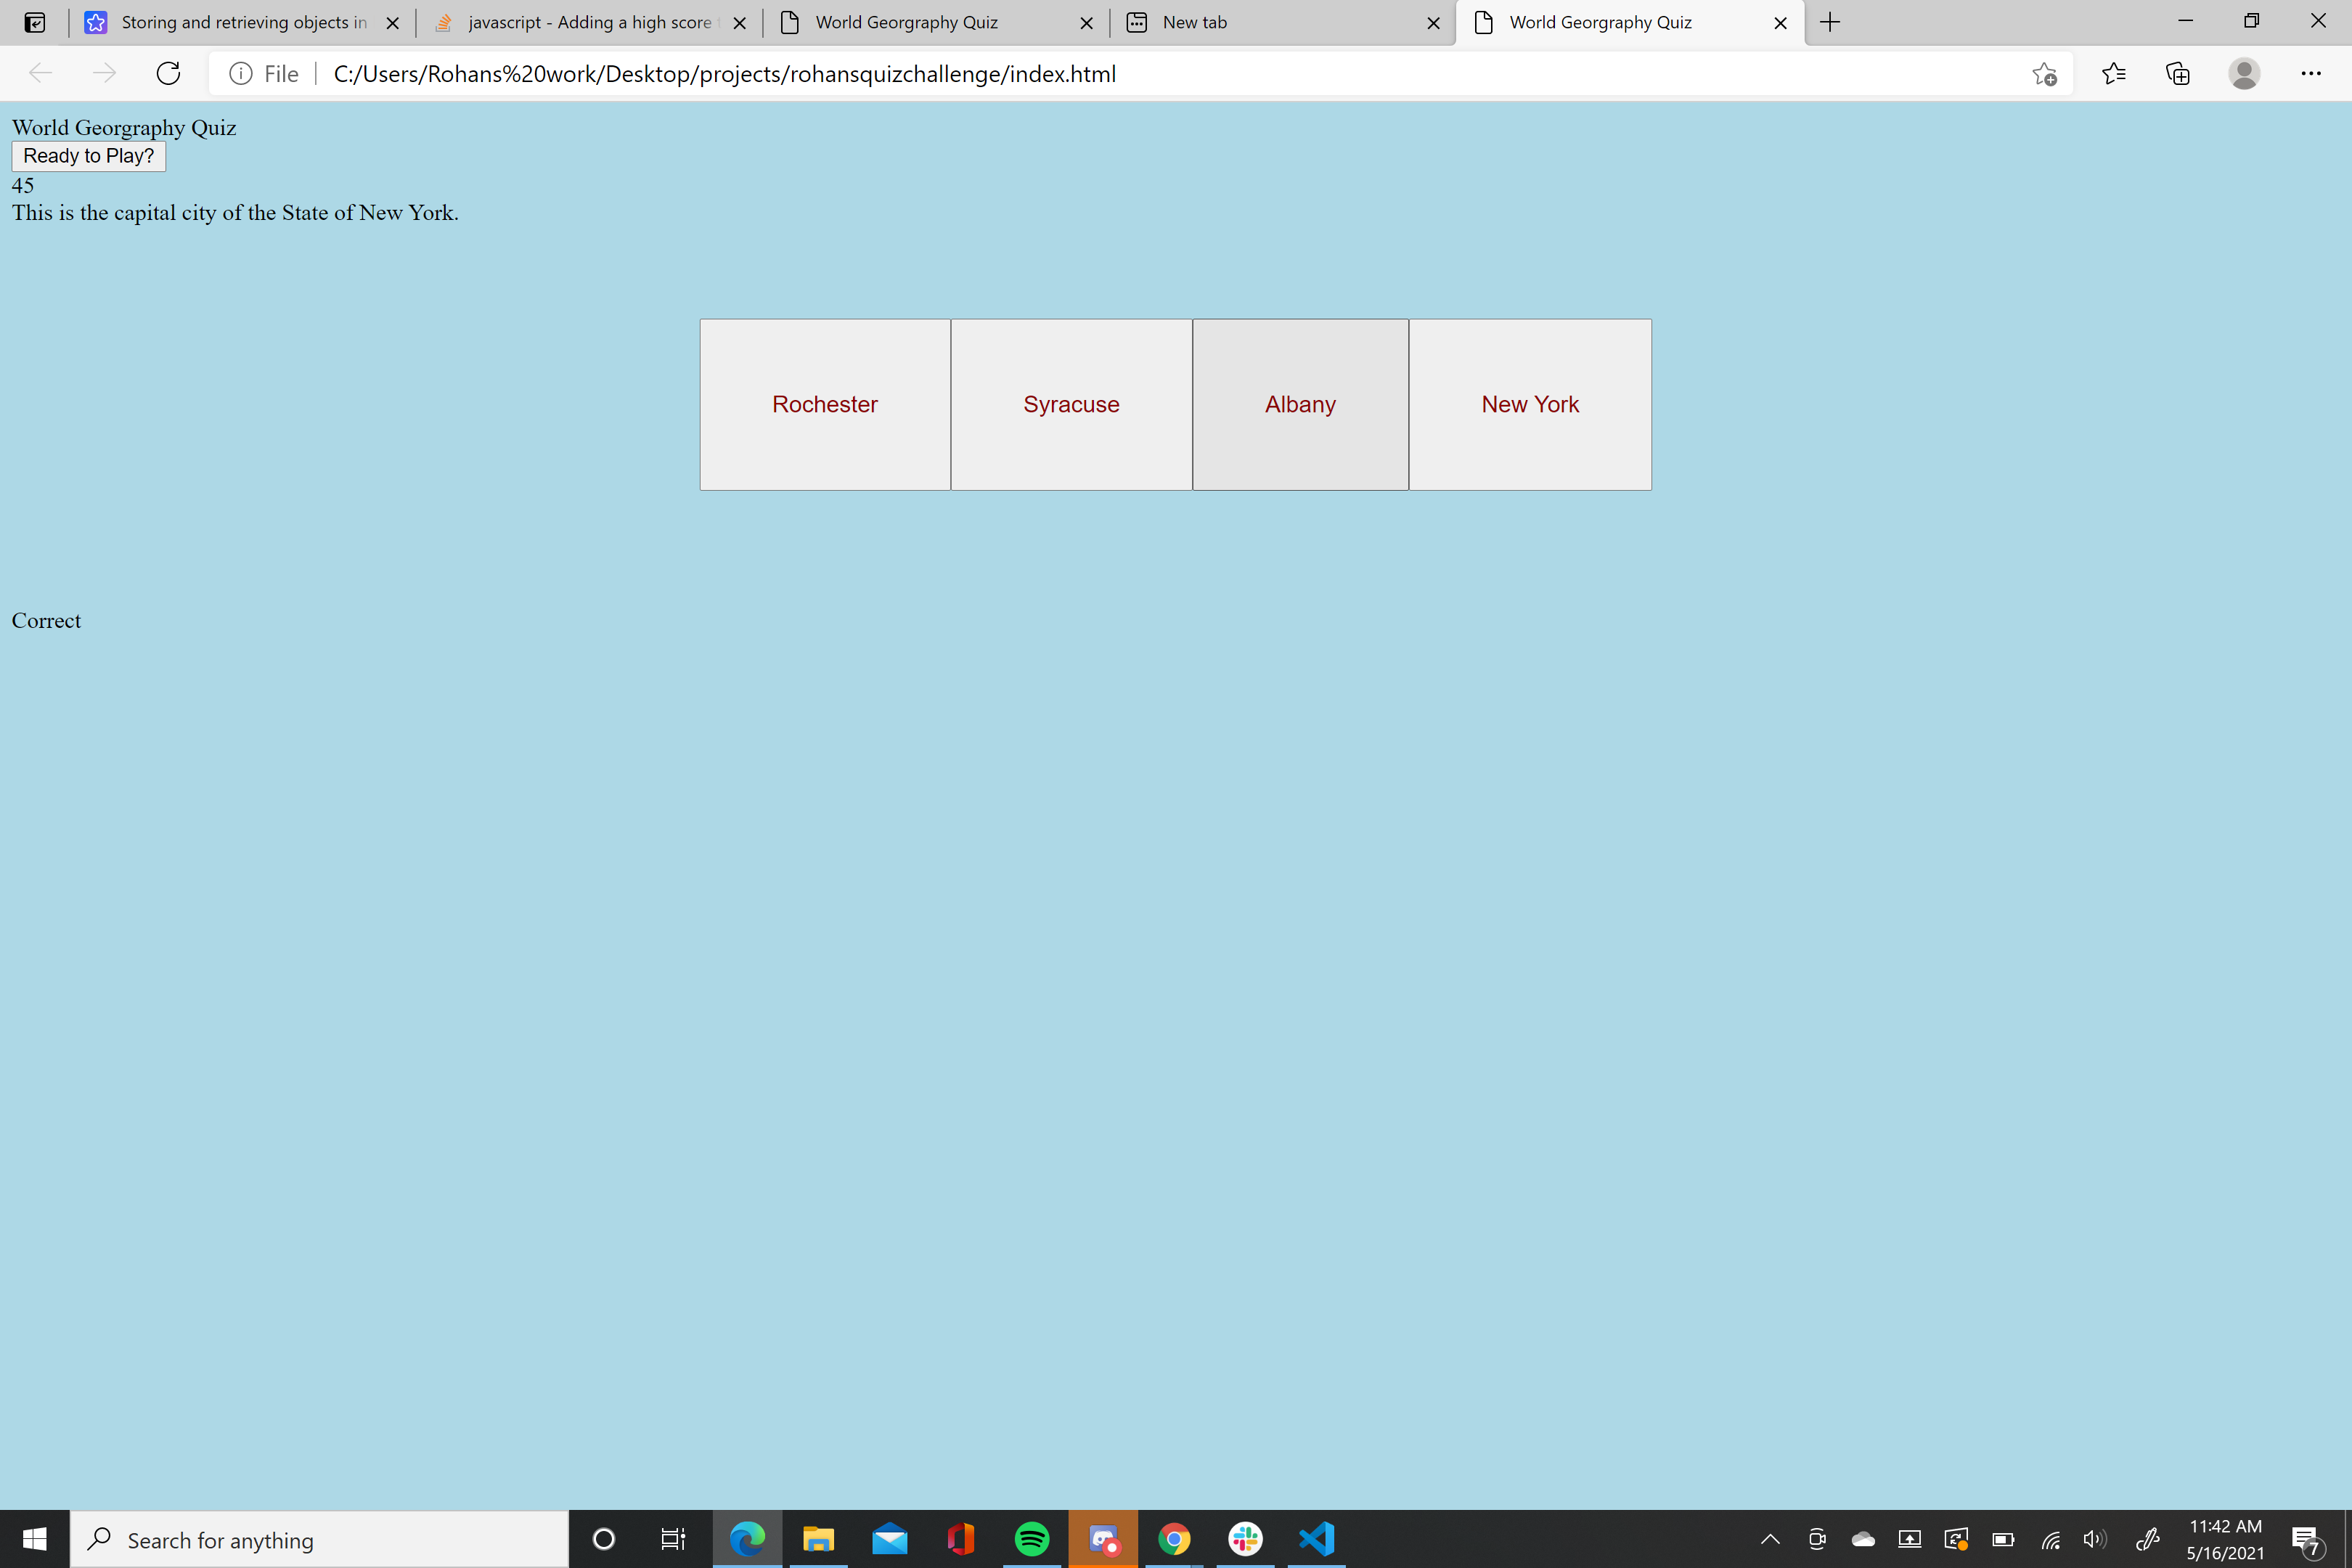 Storing and retrieving objects in
javascript - Adding a high score
World Georgraphy Quiz
New tab
World Georgraphy Quiz
File
C:/Users/Rohans%20work/Desktop/projects/rohansquizchallenge/index.html
World Georgraphy Quiz
Ready to Play?
45
This is the capital city of the State of New York.
Rochester
Syracuse
Albany
New York
Correct
Search for anything
11:42 AM
5/16/2021
7